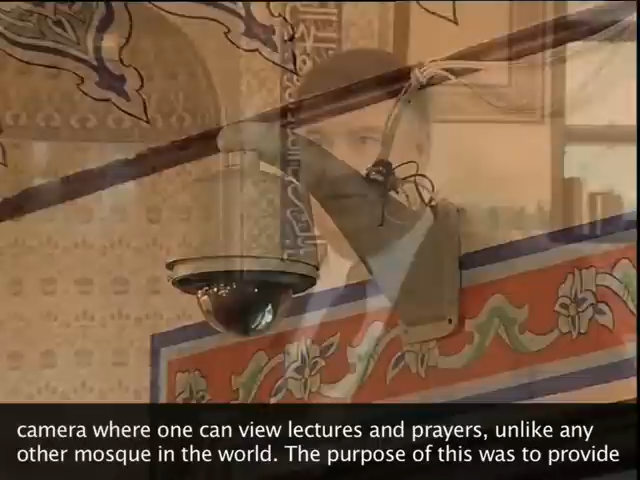 camera where one can view lectures and prayers, unlike any
other mosque in the world. The purpose of this was to provide